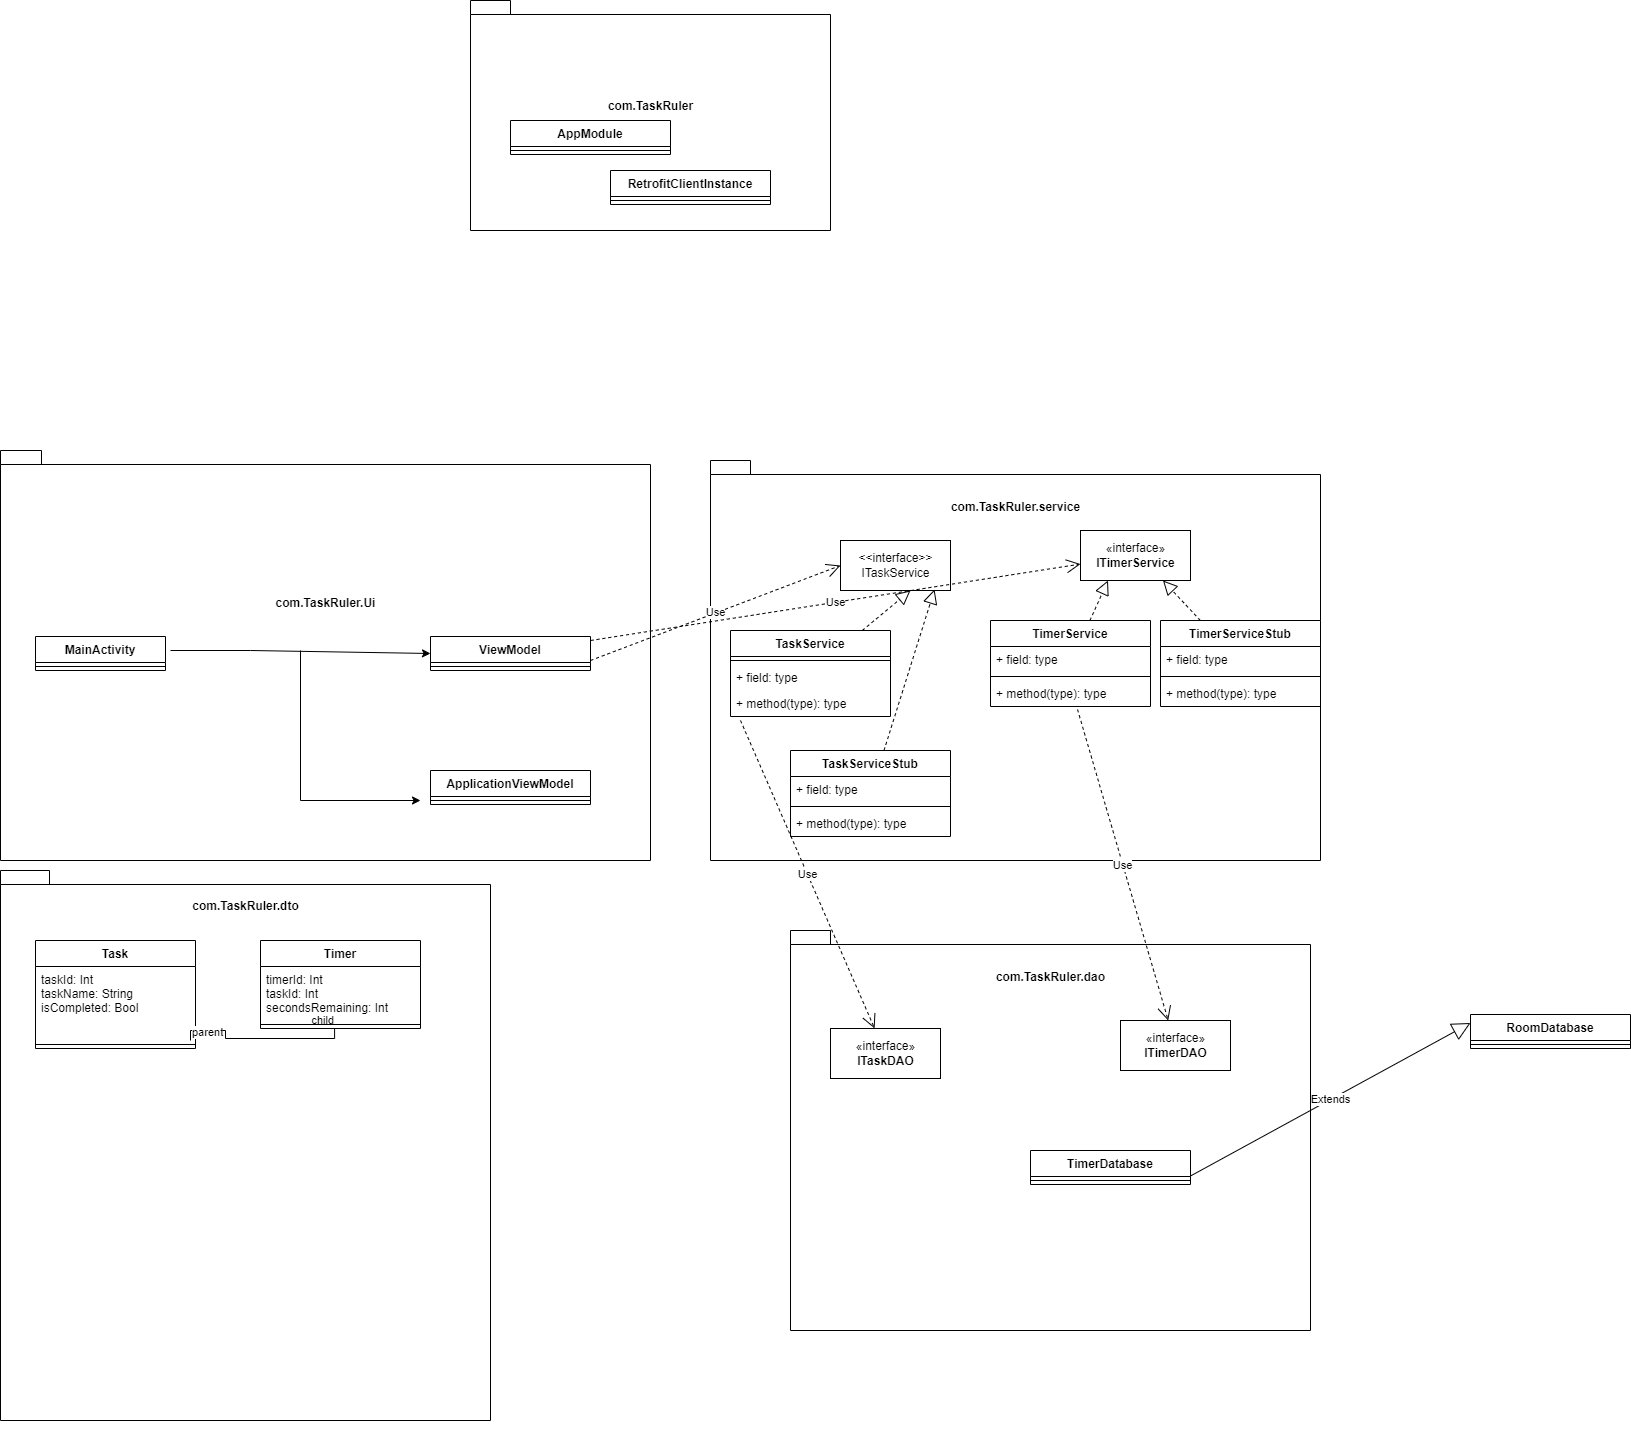 com.TaskRuler
AppModule
RetrofitClientInstance
com.TaskRuler.Ui
MainActivity
ViewModel
ApplicationViewModel
Use
Use
com.TaskRuler.service
<<interface>>
ITaskService
«interface»
ITimerService
TaskService
+ field: type
+ method(type): type
TimerService
+ field: type
+ method(type): type
TimerServiceStub
+ field: type
+ method(type): type
TaskServiceStub
+ field: type
+ method(type): type
Use
Use
com.TaskRuler.dto
Task
taskId: Int
taskName: String
isCompleted: Bool
Timer
timerId: Int
taskId: Int
secondsRemaining: Int
child
parent
com.TaskRuler.dao
«interface»
ITaskDAO
«interface»
ITimerDAO
TimerDatabase
Extends
RoomDatabase